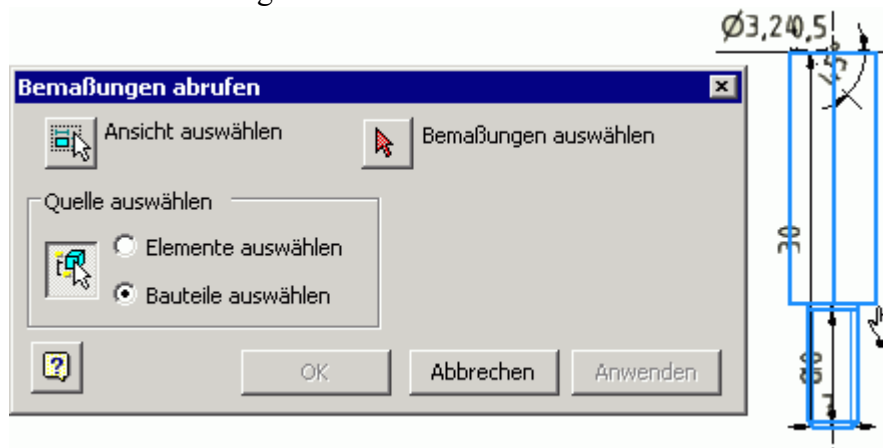 Ø3,2
0,5
45°
Bemaßungen abrufen
Ansicht auswählen
Bemaßungen auswählen
Quelle auswählen
Elemente auswählen
Bauteile auswählen
30
OK
Abbrechen
Anwenden